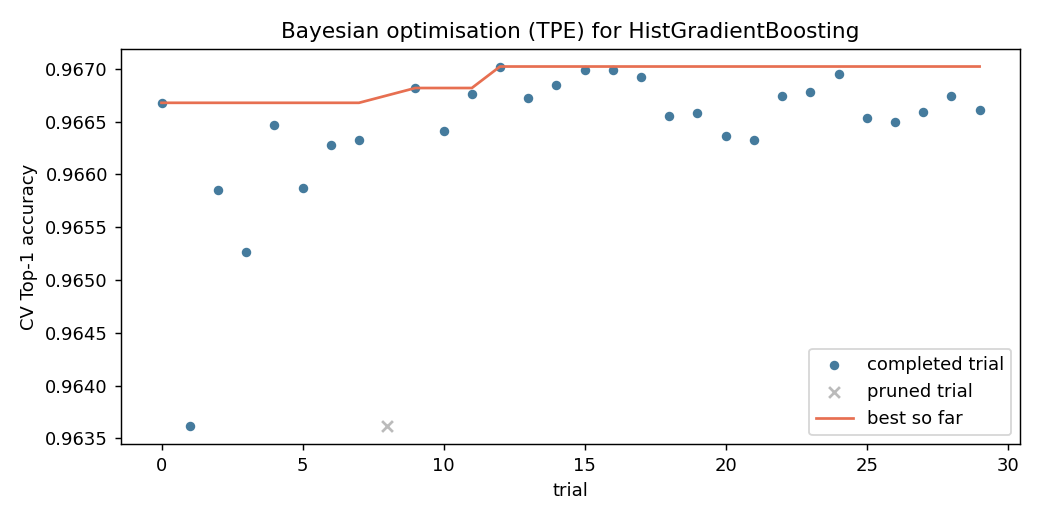 Bayesian optimisation (TPE) for HistGradientBoosting
CV Top-1 accuracy
0.9670
0.9665
0.9660
0.9655
0.9650
0.9645
0.9640
0.9635
completed trial
pruned trial
best so far
0 5 10 15 20 25 30
trial